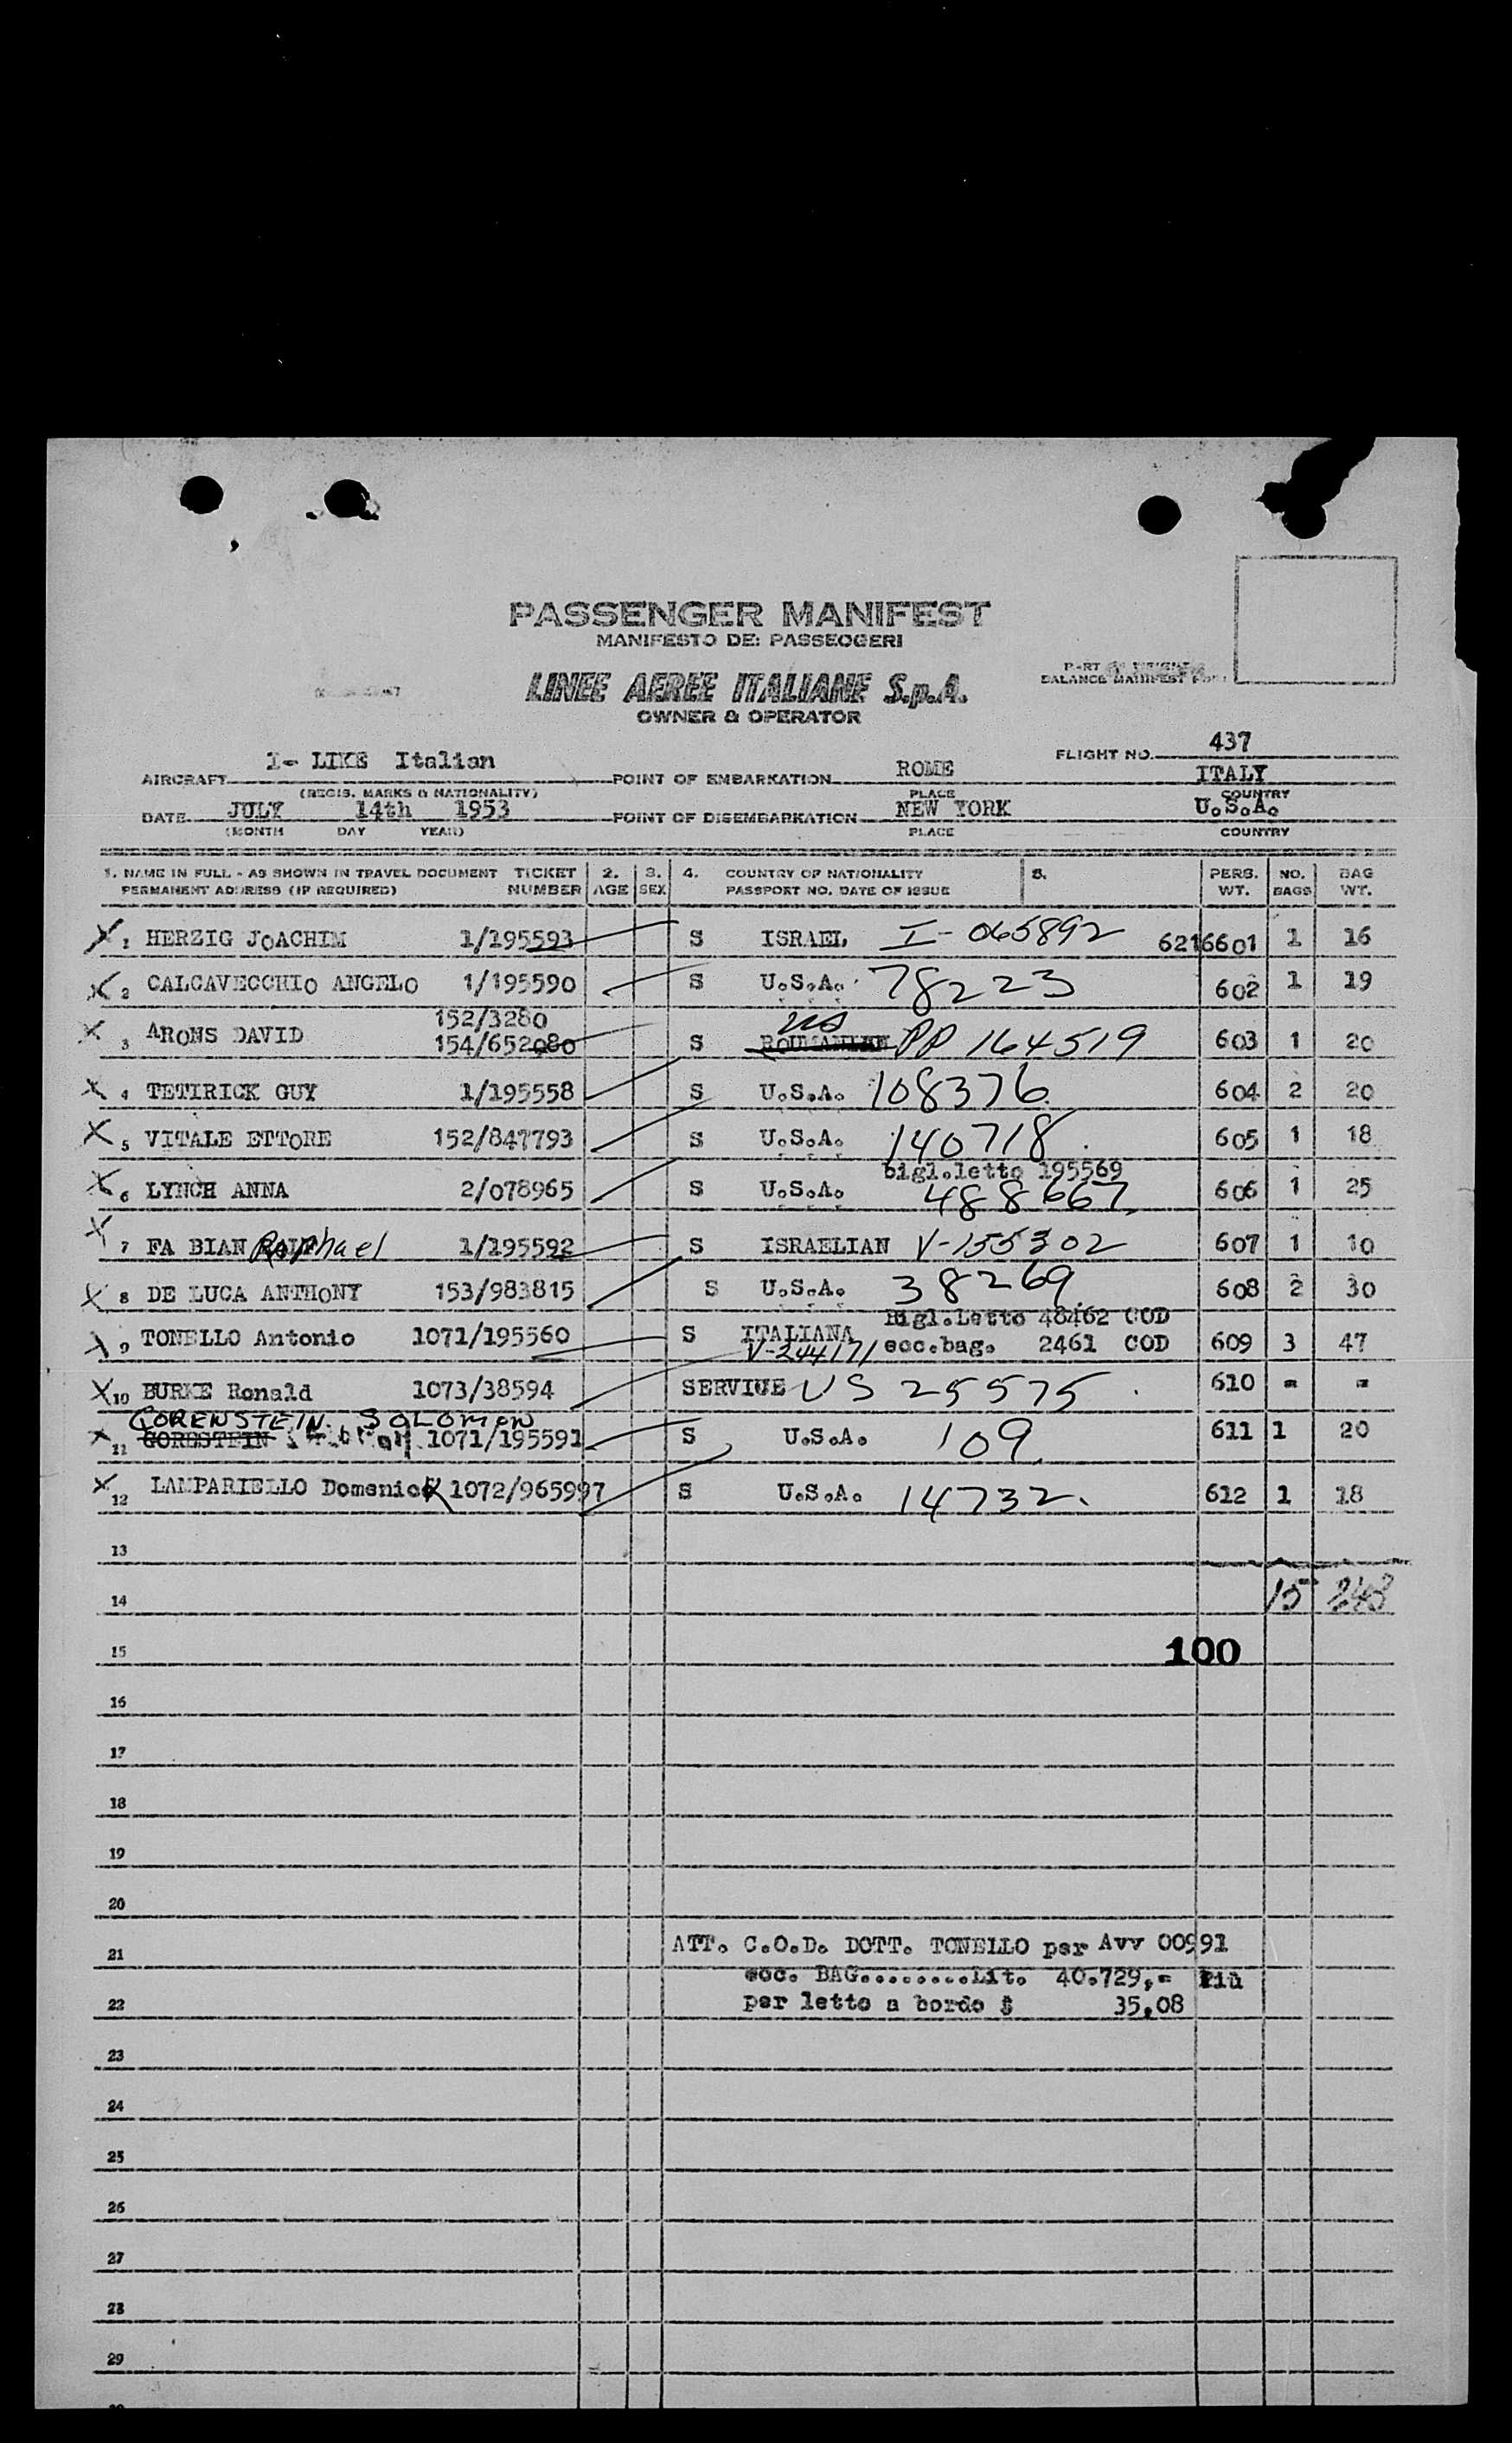 PASSENGER MANIFEST
MANIFESTO DEI PASSEGGERI
LINEE AEREE ITALIANE S.p.A.
OWNER & OPERATOR
PART
BALANCE MANIFEST
AIRCRAFT I- LIKE Italian
(REGIS. MARKS & NATIONALITY)
POINT OF EMBARKATION ROME
PLACE
FLIGHT NO. 437
ITALY
COUNTRY
DATE JULY 14th 1953
(MONTH DAY YEAR)
POINT OF DISEMBARKATION NEW YORK
PLACE
U.S.A.
COUNTRY
1. NAME IN FULL - AS SHOWN IN TRAVEL DOCUMENT TICKET 2. 3. 4. COUNTRY OF NATIONALITY 5. PERS. NO. BAG
PERMANENT ADDRESS (IF REQUIRED) NUMBER AGE SEX PASSPORT NO. DATE OF ISSUE WT. BAGS WT.
X 1 HERZIG JOACHIM 1/195593 S ISRAEL I-065892 6216601 1 16
X 2 CALCAVECCHIO ANGELO 1/195590 S U.S.A. 78223 602 1 19
152/3280 US
X 3 ARONS DAVID 154/652080 S ROUMANIAN PP 164519 603 1 20
X 4 TETIRICK GUY 1/195558 S U.S.A. 108376. 604 2 20
X 5 VITALE ETTORE 152/847793 S U.S.A. 140718. 605 1 18
bigl.letto 195569
X 6 LYNCH ANNA 2/078965 S U.S.A. 488667. 606 1 25
X 7 FA BIAN Raphael 1/195592 S ISRAELIAN V-155302 607 1 10
X 8 DE LUCA ANTHONY 153/983815 S U.S.A. 38269. 608 2 30
Bigl.Letto 48462 COD
X 9 TONELLO Antonio 1071/195560 S ITALIANA V-244171 ecc.bag. 2461 COD 609 3 47
X 10 BURKE Ronald 1073/38594 SERVICE US 25575. 610 = =
GORENSTEIN. SOLOMON
X 11 GORDSTEIN 1071/195591 S U.S.A. 109. 611 1 20
X 12 LAMPARIELLO Domenick 1072/965997 S U.S.A. 14732. 612 1 18
13
14 15 243
15 100
16
17
18
19
20
21 ATT. C.O.D. DOTT. TONELLO per Avv 00991
ecc. BAG.........Lit. 40.729,= Più
22 per letto a bordo $ 35,08
23
24
25
26
27
28
29